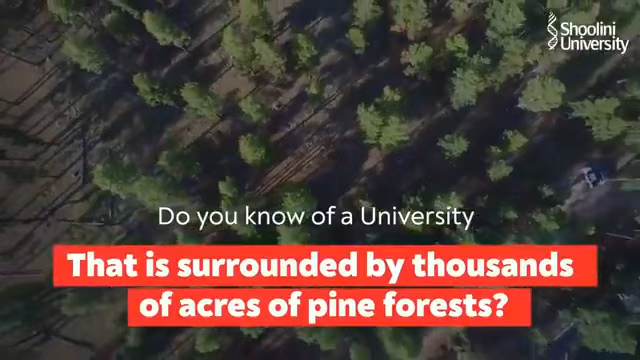 Shoolini
University
Do you know of a University
That is surrounded by thousands
of acres of pine forests?